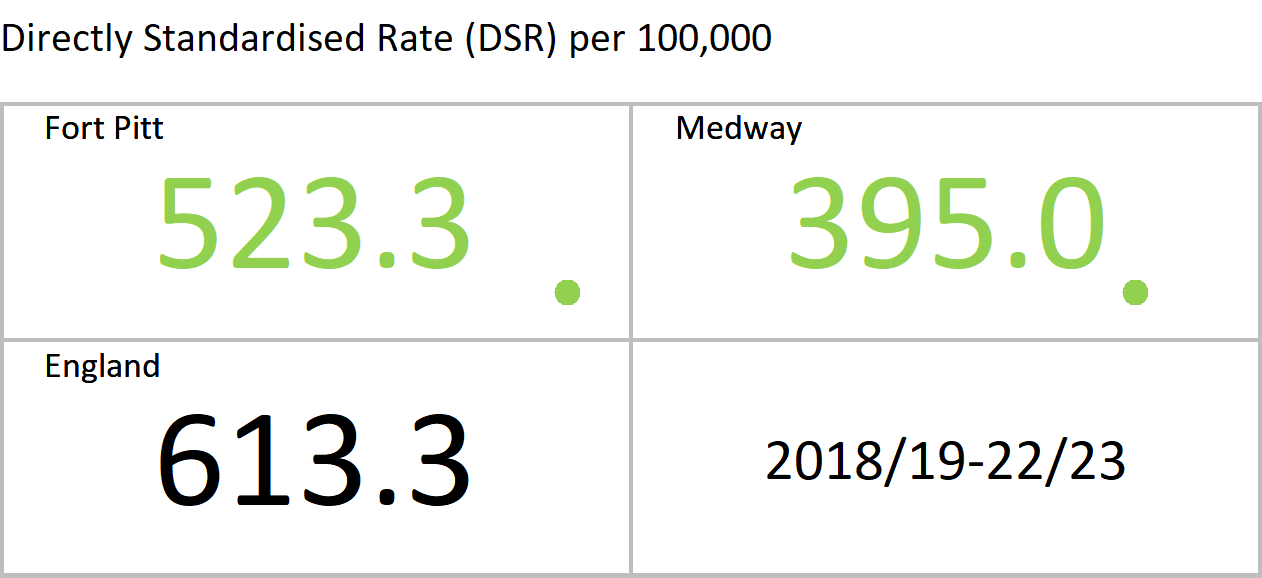 Directly Standardised Rate (DSR) per 100,000
Fort Pitt
523.3
Medway
395.0
England
613.3
2018/19-22/23